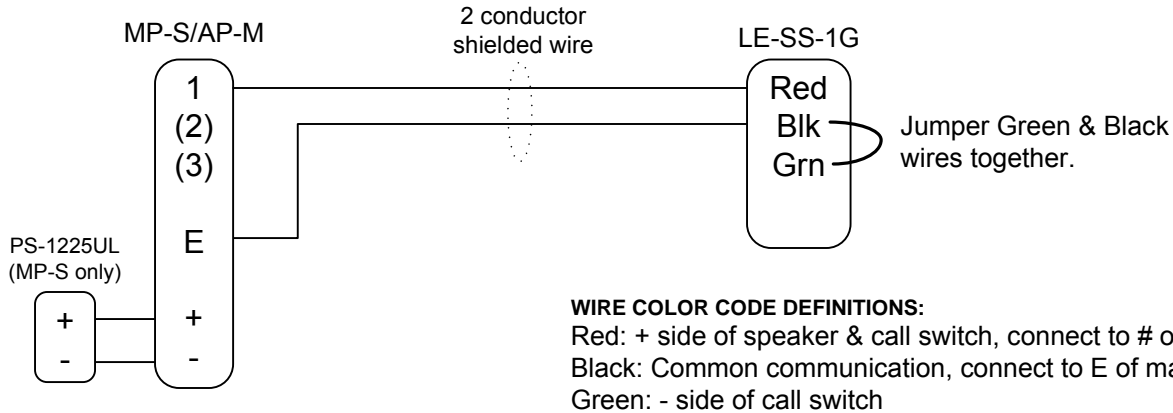 2 conductor
shielded wire
MP-S/AP-M
LE-SS-1G
1
(2)
(3)
E
+
-
Red
Blk
Grn
Jumper Green & Black
wires together.
PS-1225UL
(MP-S only)
+
-
WIRE COLOR CODE DEFINITIONS:
Red: + side of speaker & call switch, connect to #
Black: Common communication, connect to E of
Green: - side of call switch